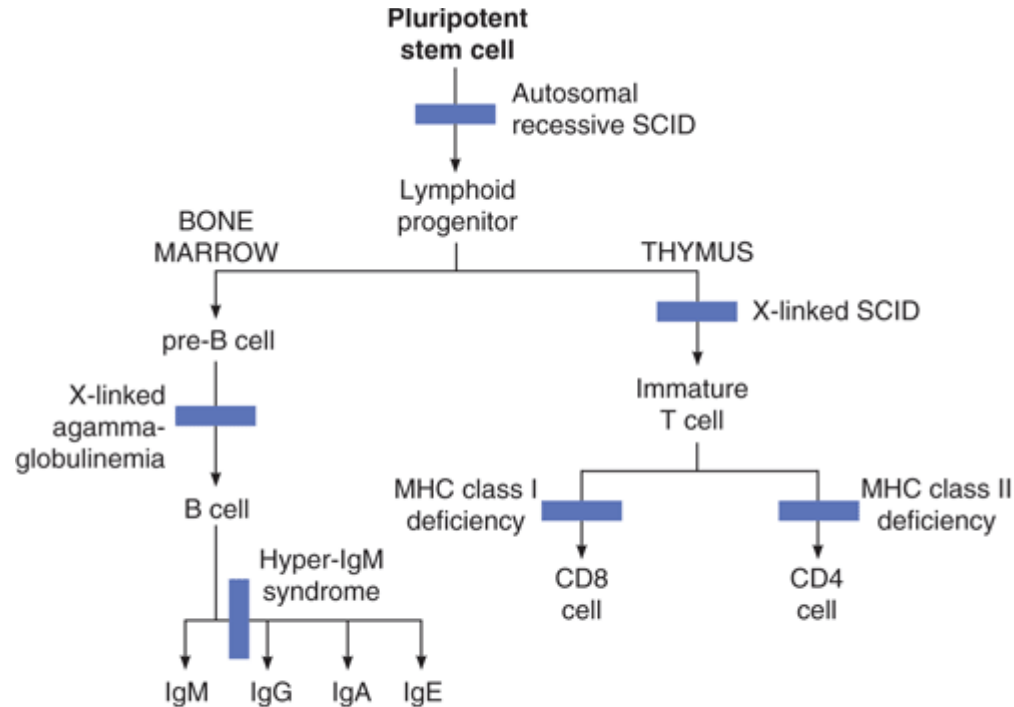 Pluripotent
stem cell
Autosomal
recessive SCID
Lymphoid
progenitor
BONE
MARROW
THYMUS
X-linked SCID
pre-B cell
X-linked
agamma-
globulinemia
Immature
T cell
B cell
MHC class I
deficiency
MHC class II
deficiency
Hyper-IgM
syndrome
CD8
cell
CD4
cell
IgM
IgG
IgA
IgE